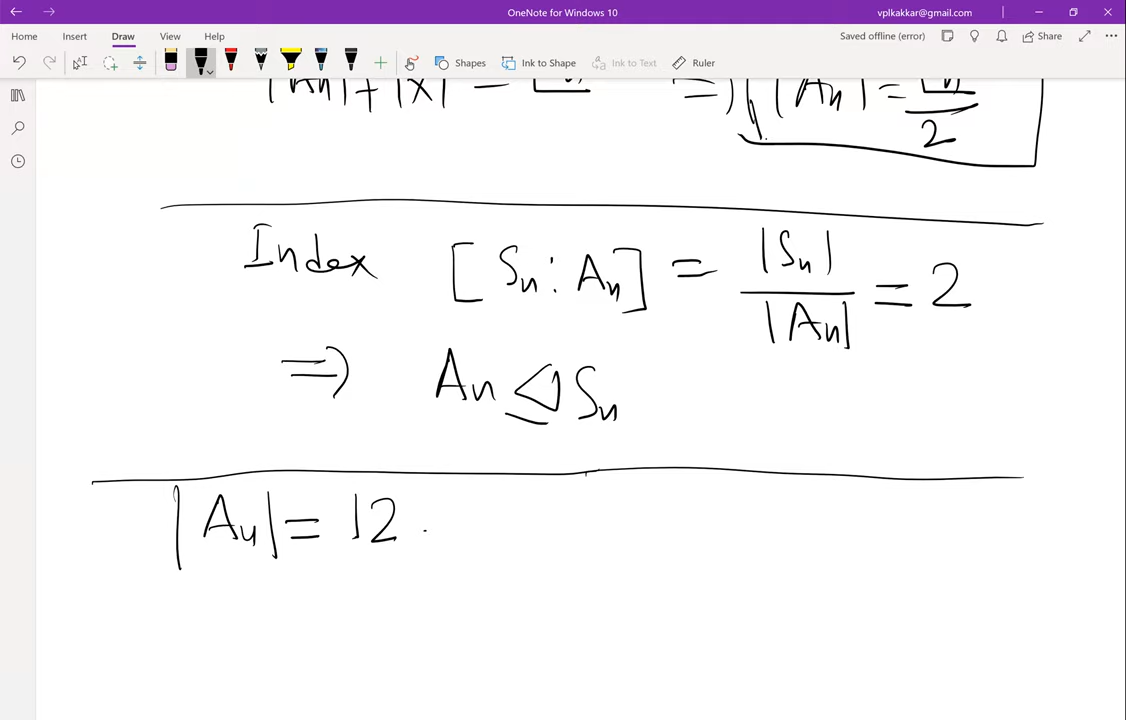 OneNote for Windows 10
vplkakkar@gmail.com
Home Insert Draw View Help
Saved offline (error) Share
Shapes Ink to Shape Ink to Text Ruler
|An| + |X| = ⌊n ⇒ |An| = ⌊n / 2
Index [Sn : An] = |Sn| / |An| = 2
⇒ An ⊴ Sn
|A4| = 12 .